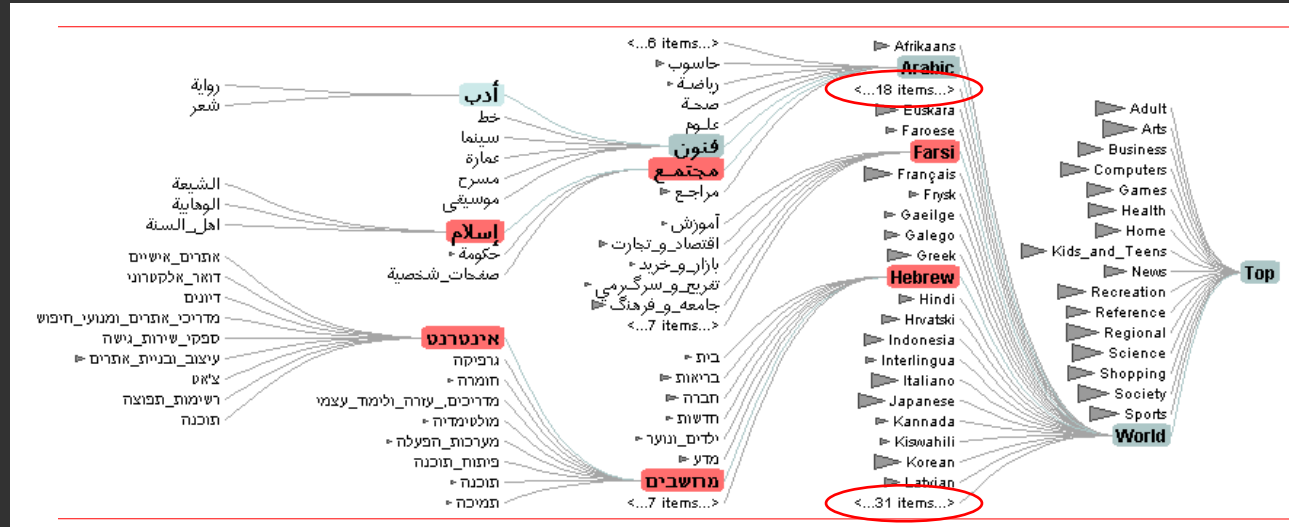 Top
Adult
Arts
Business
Computers
Games
Health
Home
Kids_and_Teens
News
Recreation
Reference
Regional
Science
Shopping
Society
Sports
World
Afrikaans
Arabic
<...18 items...>
Euskara
Faroese
Farsi
Français
Frysk
Gaeilge
Galego
Greek
Hebrew
Hindi
Hrvatski
Indonesia
Interlingua
Italiano
Japanese
Kannada
Kiswahili
Korean
Latvian
<...31 items...>
<...6 items...>
حاسوب
رياضة
صحة
علوم
فنون
مجتمع
مراجع
آموزش
اقتصاد_و_تجارت
بازار_و_خريد
تفريح_و_سرگرمي
جامعه_و_فرهنگ
<...7 items...>
בית
בריאות
חברה
חדשות
ילדים_ונוער
מדע
מחשבים
<...7 items...>
أدب
خط
سينما
عمارة
مسرح
موسيقى
إسلام
حكومة
صفحات_شخصية
אינטרנט
גרפיקה
חומרה
מדריכים,_עזרה_ולימוד_עצמי
מולטימדיה
מערכות_הפעלה
פיתוח_תוכנה
תוכנה
תמיכה
رواية
شعر
الشيعة
الوهابية
اهل_السنة
אתרים_אישיים
דואר_אלקטרוני
דיונים
מדריכי_אתרים_ומנועי_חיפוש
ספקי_שירות_גישה
עיצוב_ובניית_אתרים
צ'אט
רשימות_תפוצה
תוכנה